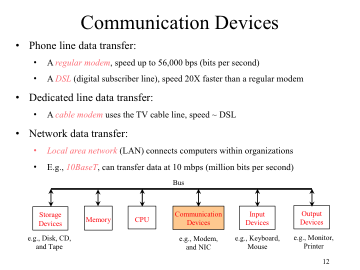 Communication Devices
• Phone line data transfer:
• A regular modem, speed up to 56,000 bps (bits per second)
• A DSL (digital subscriber line), speed 20X faster than a regular modem
• Dedicated line data transfer:
• A cable modem uses the TV cable line, speed ~ DSL
• Network data transfer:
• Local area network (LAN) connects computers within organizations
• E.g., 10BaseT, can transfer data at 10 mbps (million bits per second)
Bus
Storage
Devices
Memory
CPU
Communication
Devices
Input
Devices
Output
Devices
e.g., Disk, CD,
and Tape
e.g., Modem,
and NIC
e.g., Keyboard,
Mouse
e.g., Monitor,
Printer
12